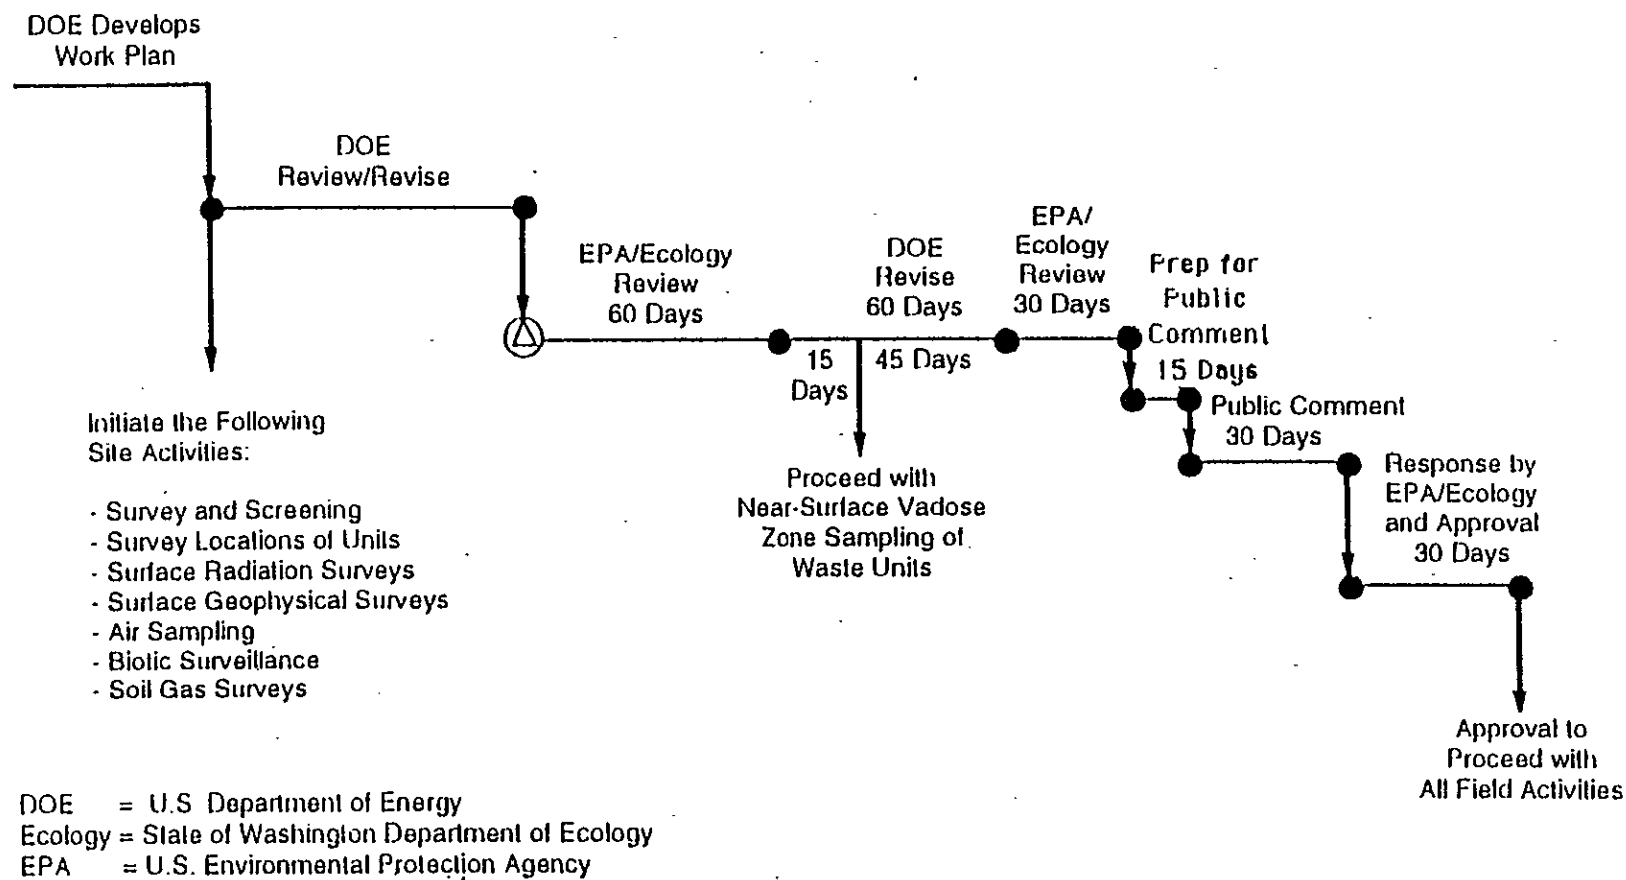 DOE Develops
Work Plan
DOE
Review/Revise
EPA/Ecology
Review
60 Days
DOE
Revise
60 Days
EPA/
Ecology
Review
30 Days
Prep for
Public
Comment
15 Days
15
Days
45 Days
Public Comment
30 Days
Response by
EPA/Ecology
and Approval
30 Days
Initiate the Following
Site Activities:
- Survey and Screening
- Survey Locations of Units
- Surface Radiation Surveys
- Surface Geophysical Surveys
- Air Sampling
- Biotic Surveillance
- Soil Gas Surveys
Proceed with
Near-Surface Vadose
Zone Sampling of
Waste Units
Approval to
Proceed with
All Field Activities
DOE = U.S Department of Energy
Ecology = State of Washington Department of Ecology
EPA = U.S. Environmental Protection Agency